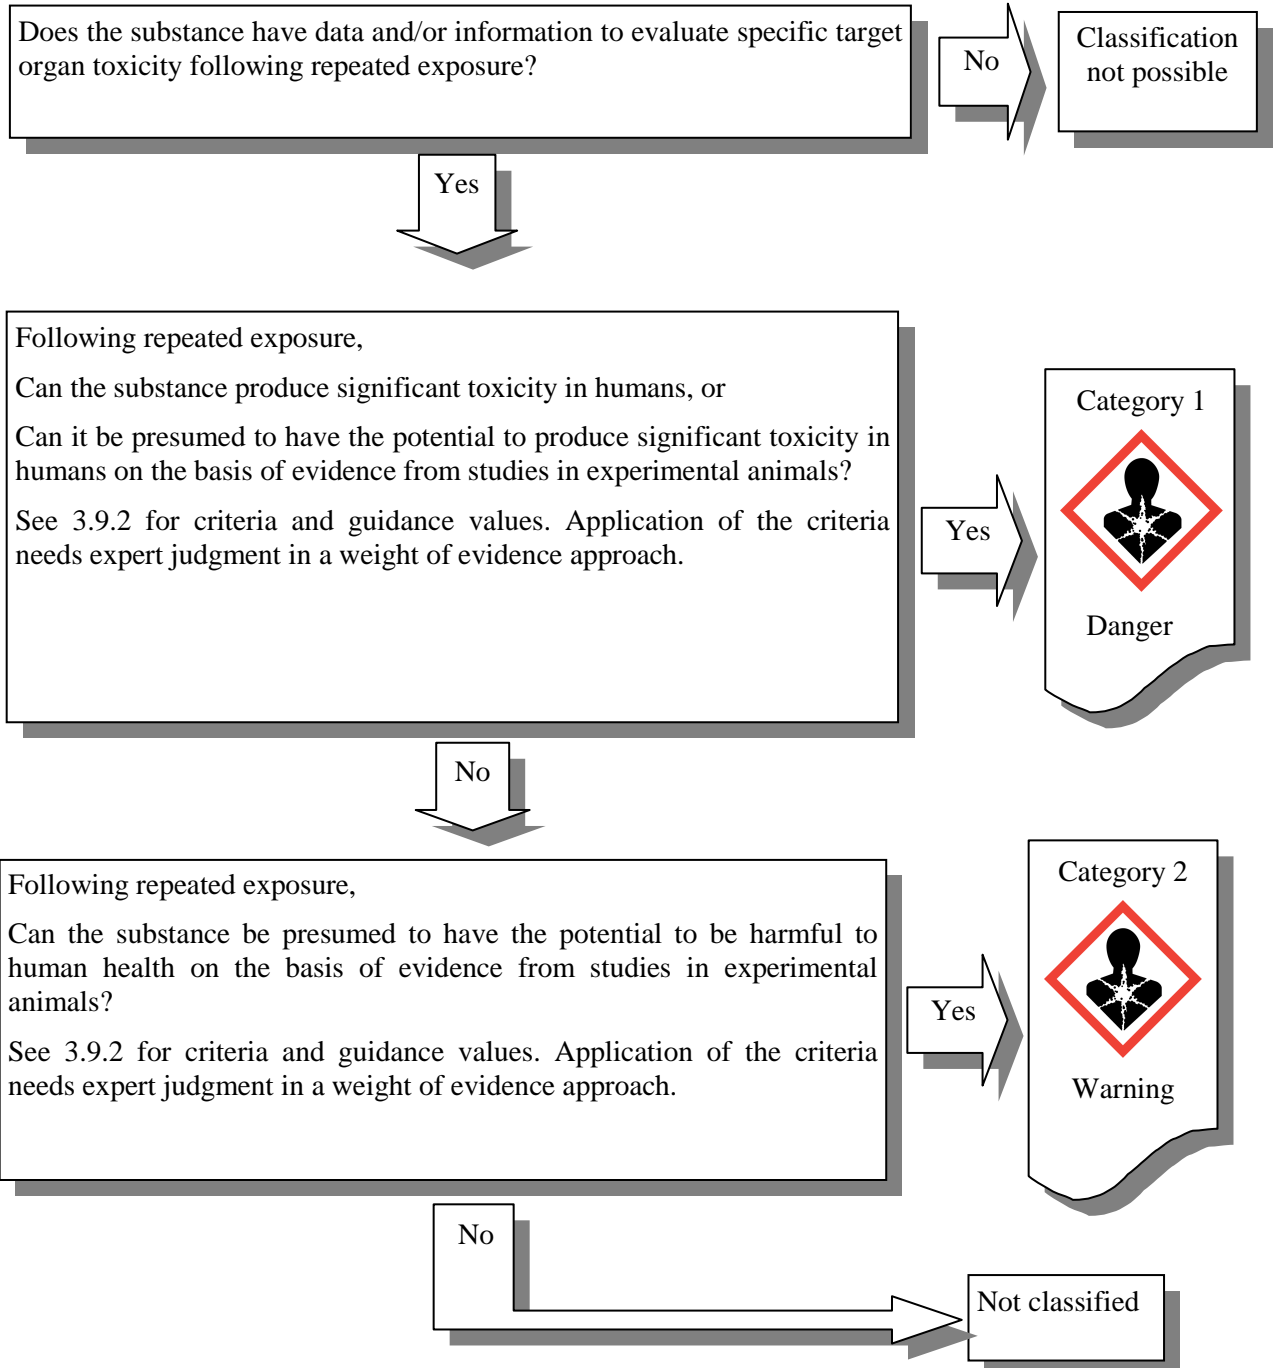 Does the substance have data and/or information to evaluate specific target
organ toxicity following repeated exposure?
No
Classification
not possible
Yes
Following repeated exposure,
Can the substance produce significant toxicity in humans, or
Can it be presumed to have the potential to produce significant toxicity in
humans on the basis of evidence from studies in experimental animals?
See 3.9.2 for criteria and guidance values. Application of the criteria
needs expert judgment in a weight of evidence approach.
Yes
Category 1
Danger
No
Following repeated exposure,
Can the substance be presumed to have the potential to be harmful to
human health on the basis of evidence from studies in experimental
animals?
See 3.9.2 for criteria and guidance values. Application of the criteria
needs expert judgment in a weight of evidence approach.
Yes
Category 2
Warning
No
Not classified